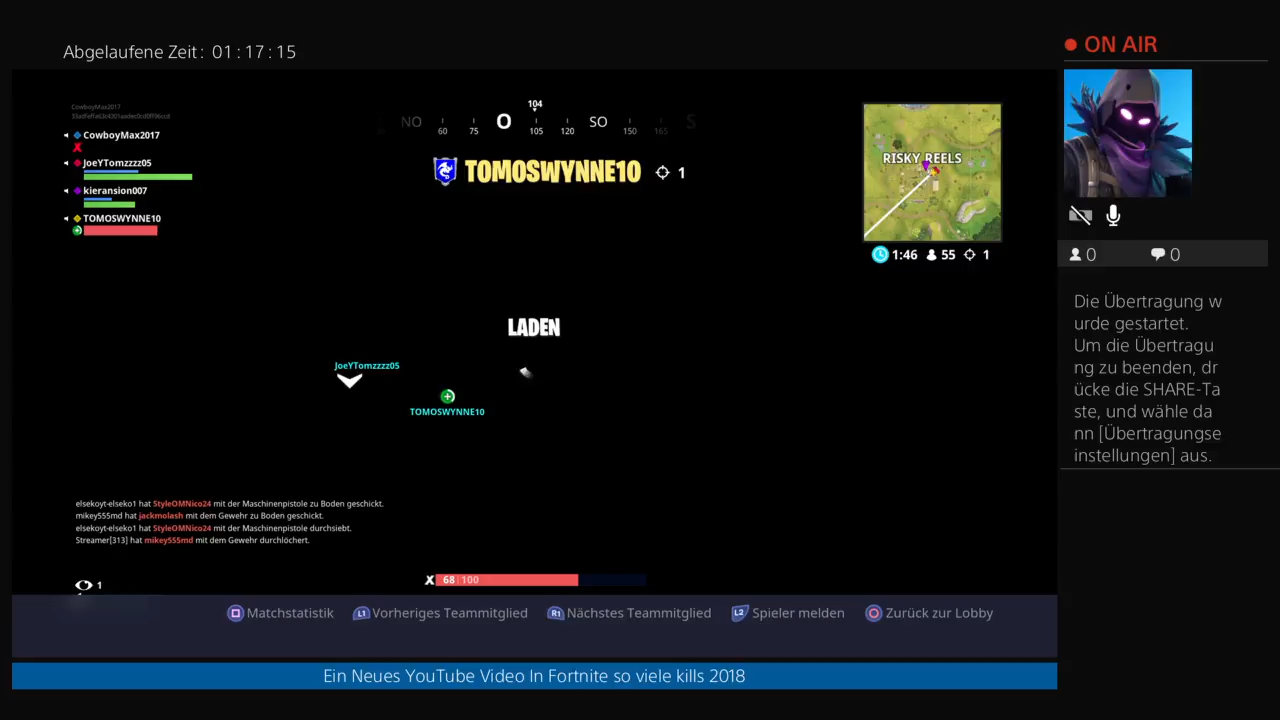 Abgelaufene Zeit: 01:17:15
ON AIR
CowboyMax2017
CowboyMax2017
JoeYTomzzzz05
kieransion007
TOMOSWYNNE10
104
NO 60 75 O 105 120 SO 150 165 S
TOMOSWYNNE10 1
RISKY REELS
1:46 55 1
0 0
Die Übertragung w
urde gestartet.
Um die Übertragu
ng zu beenden, dr
ücke die SHARE-Ta
ste, und wähle da
nn [Übertragungse
instellungen] aus.
LADEN
JoeYTomzzzz05
TOMOSWYNNE10
elsekoyt-elseko1 hat StyleOMNico24 mit der Maschinenpistole zu Boden geschickt.
mikey555md hat jackmolash mit dem Gewehr zu Boden geschickt.
elsekoyt-elseko1 hat StyleOMNico24 mit der Maschinenpistole durchsiebt.
Streamer[313] hat mikey555md mit dem Gewehr durchlöchert.
1
X 68 | 100
Matchstatistik L1 Vorheriges Teammitglied R1 Nächstes Teammitglied L2 Spieler melden Zurück zur Lobby
Ein Neues YouTube Video In Fortnite so viele kills 2018